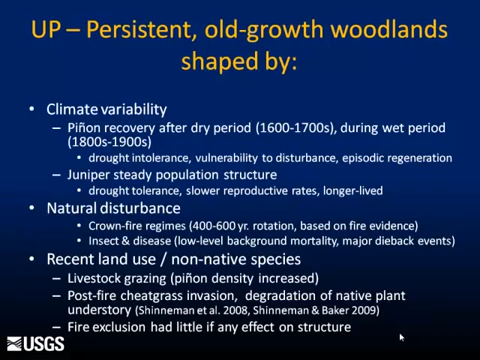 UP – Persistent, old-growth woodlands
shaped by:
• Climate variability
– Piñon recovery after dry period (1600-1700s), during wet period
(1800s-1900s)
• drought intolerance, vulnerability to disturbance, episodic regeneration
– Juniper steady population structure
• drought tolerance, slower reproductive rates, longer-lived
• Natural disturbance
• Crown-fire regimes (400-600 yr. rotation, based on fire evidence)
• Insect & disease (low-level background mortality, major dieback events)
• Recent land use / non-native species
– Livestock grazing (piñon density increased)
– Post-fire cheatgrass invasion, degradation of native plant
understory (Shinneman et al. 2008, Shinneman & Baker 2009)
– Fire exclusion had little if any effect on structure
USGS